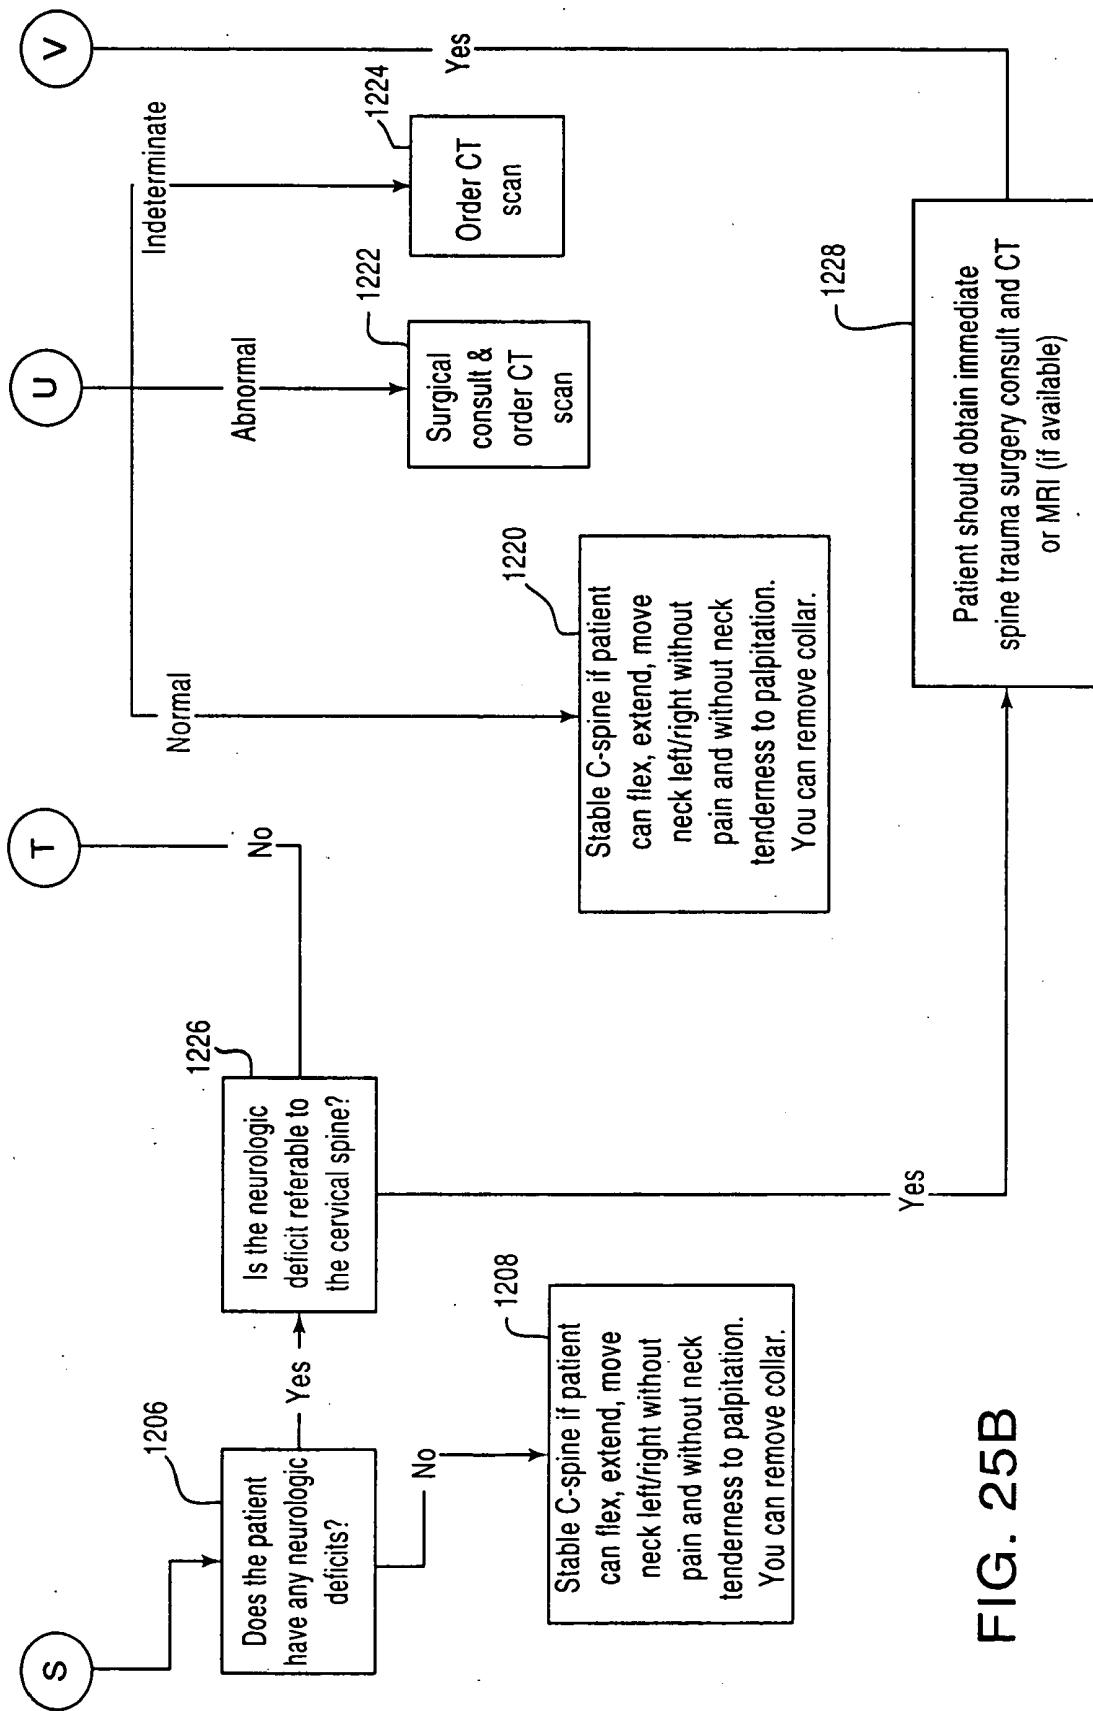 S
T
U
V
1206
Does the patient
have any neurologic
deficits?
Yes
No
1208
Stable C-spine if patient
can flex, extend, move
neck left/right without
pain and without neck
tenderness to palpitation.
You can remove collar.
1226
Is the neurologic
deficit referable to
the cervical spine?
No
Yes
Normal
Abnormal
Indeterminate
1220
Stable C-spine if patient
can flex, extend, move
neck left/right without
pain and without neck
tenderness to palpitation.
You can remove collar.
1222
Surgical
consult &
order CT
scan
1224
Order CT
scan
Yes
1228
Patient should obtain immediate
spine trauma surgery consult and CT
or MRI (if available)
FIG. 25B